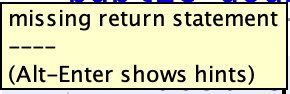 missing return statement
----
(Alt-Enter shows hints)